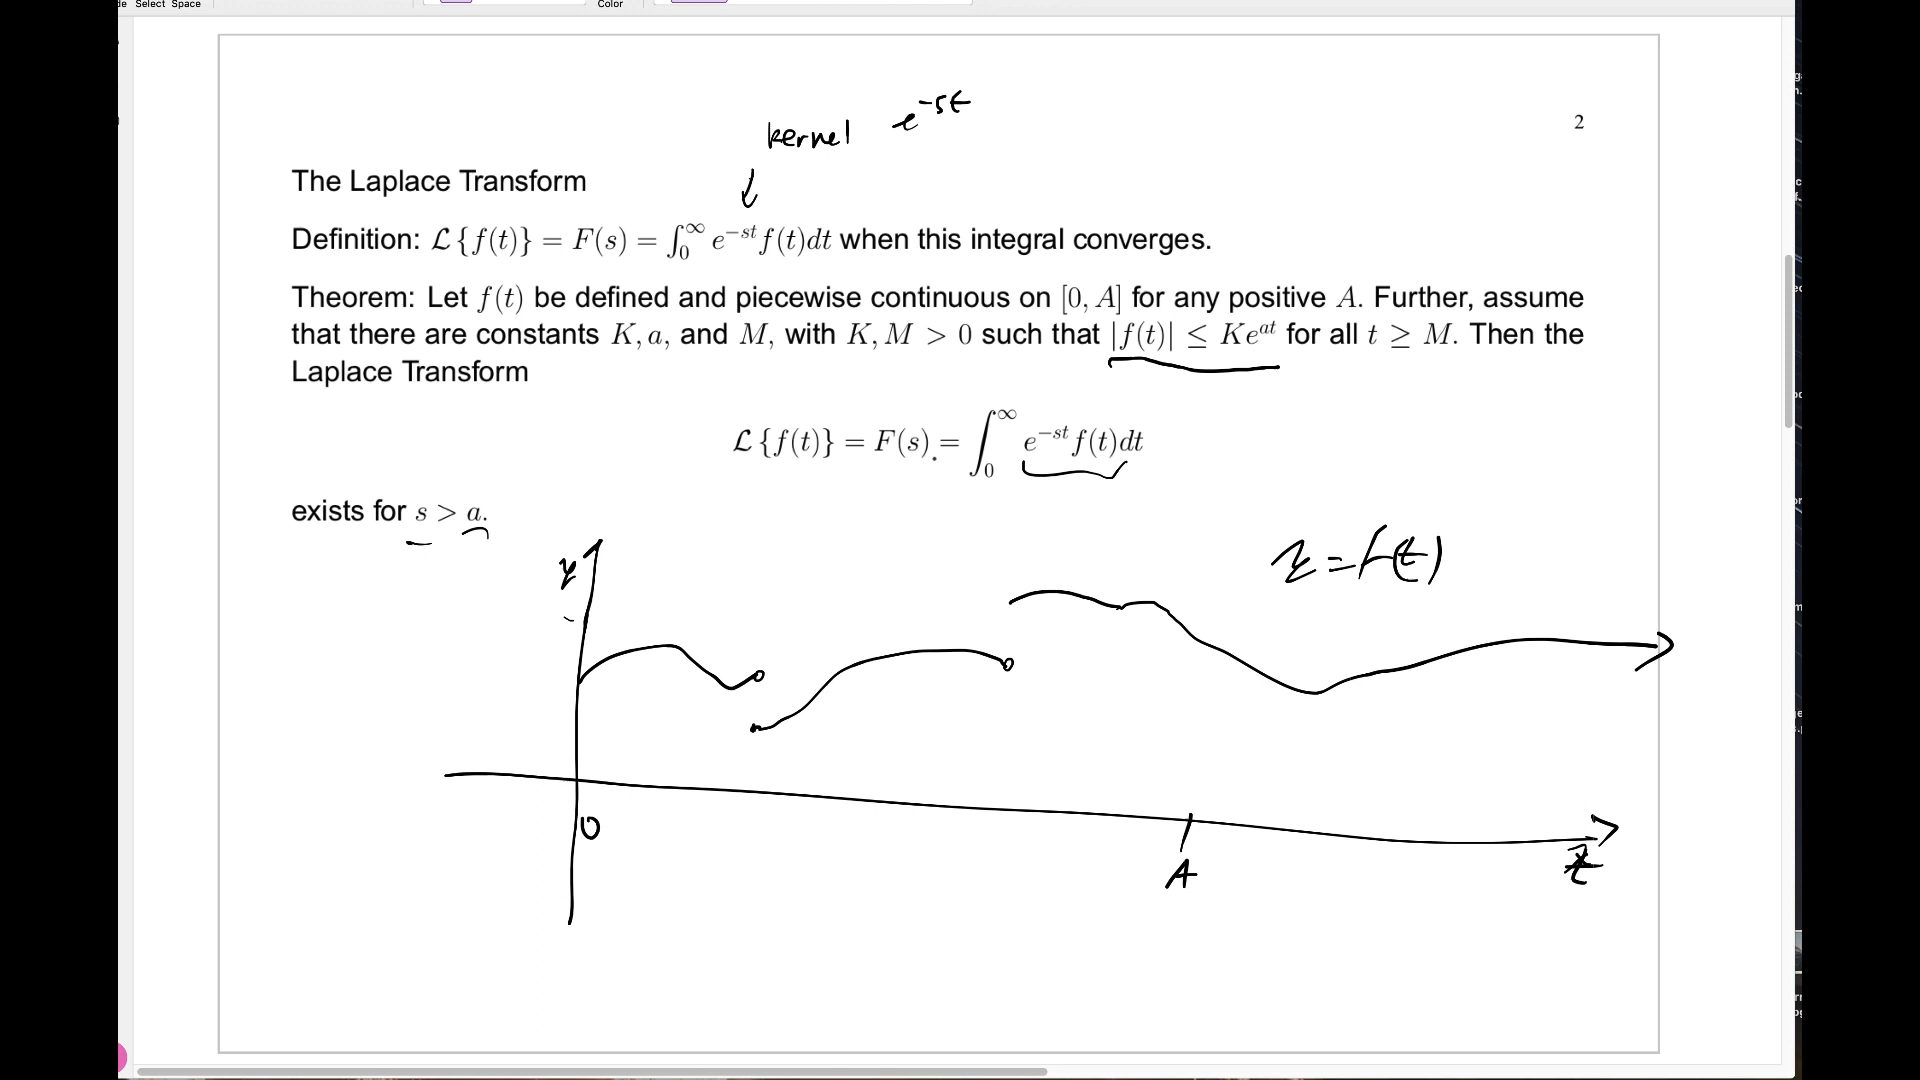 Select Space
Color
kernel e^{-st}
2
The Laplace Transform
Definition: ℒ{f(t)} = F(s) = ∫_0^∞ e^{-st} f(t)dt when this integral converges.
Theorem: Let f(t) be defined and piecewise continuous on [0, A] for any positive A. Further, assume
that there are constants K, a, and M, with K, M > 0 such that |f(t)| ≤ Ke^{at} for all t ≥ M. Then the
Laplace Transform
ℒ{f(t)} = F(s) = ∫_0^∞ e^{-st} f(t)dt
exists for s > a.
y
= f(t)
0
A
t